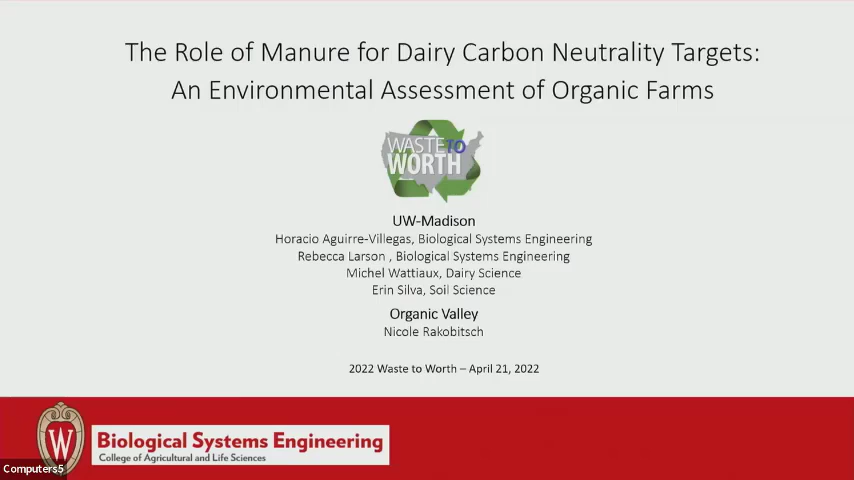 The Role of Manure for Dairy Carbon Neutrality Targets:
An Environmental Assessment of Organic Farms
WASTE TO
WORTH
UW-Madison
Horacio Aguirre-Villegas, Biological Systems Engineering
Rebecca Larson , Biological Systems Engineering
Michel Wattiaux, Dairy Science
Erin Silva, Soil Science
Organic Valley
Nicole Rakobitsch
2022 Waste to Worth – April 21, 2022
W
Biological Systems Engineering
College of Agricultural and Life Sciences
Computers5